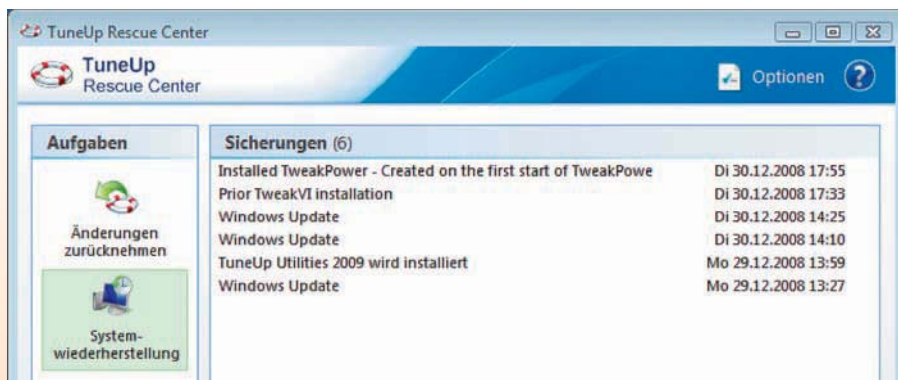 TuneUp Rescue Center
TuneUp
Rescue Center
Optionen
?
Aufgaben
Änderungen
zurücknehmen
System-
wiederherstellung
Sicherungen (6)
Installed TweakPower - Created on the first start of TweakPowe Di 30.12.2008 17:55
Prior TweakVI installation Di 30.12.2008 17:33
Windows Update Di 30.12.2008 14:25
Windows Update Di 30.12.2008 14:10
TuneUp Utilities 2009 wird installiert Mo 29.12.2008 13:59
Windows Update Mo 29.12.2008 13:27